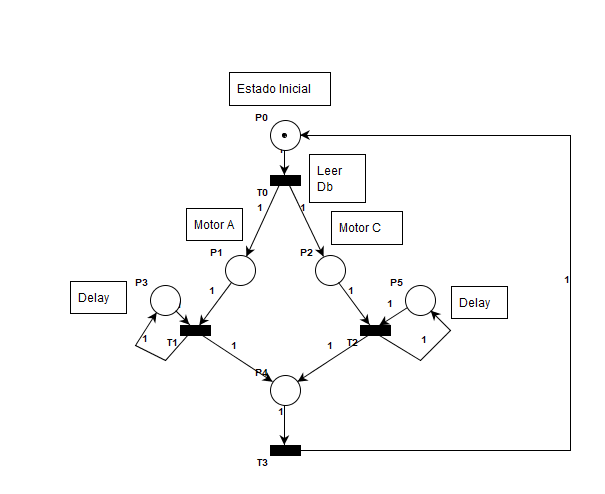 Estado Inicial
P0
1
Leer
Db
T0
1
1
Motor A
Motor C
P1
P2
P3
P5
Delay
1
1
1
Delay
1
T1
1
1
T2
1
1
P4
1
T3